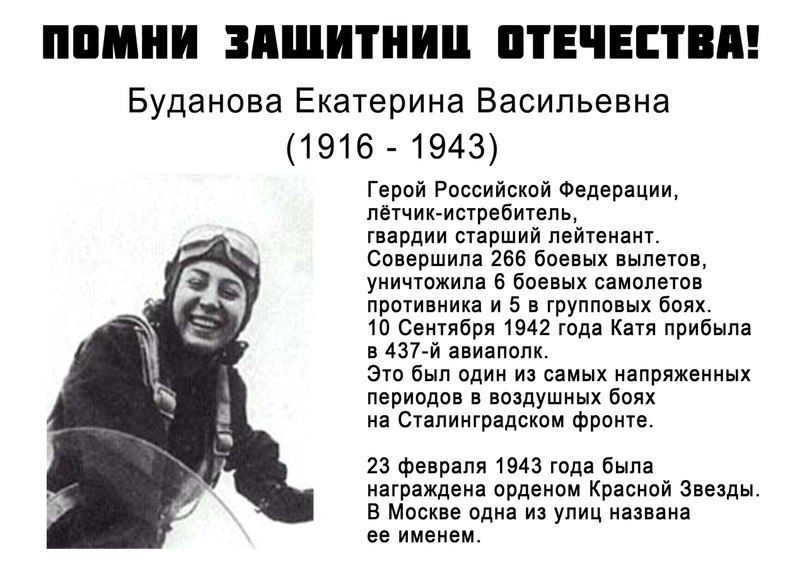 ПОМНИ ЗАЩИТНИЦ ОТЕЧЕСТВА!
Буданова Екатерина Васильевна
(1916 - 1943)
Герой Российской Федерации,
лётчик-истребитель,
гвардии старший лейтенант.
Совершила 266 боевых вылетов,
уничтожила 6 боевых самолетов
противника и 5 в групповых боях.
10 Сентября 1942 года Катя прибыла
в 437-й авиаполк.
Это был один из самых напряженных
периодов в воздушных боях
на Сталинградском фронте.
23 февраля 1943 года была
награждена орденом Красной Звезды.
В Москве одна из улиц названа
ее именем.